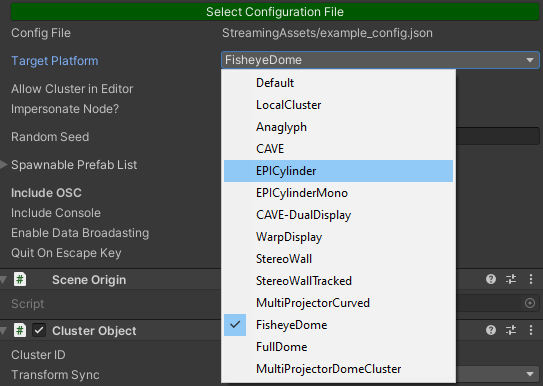 Select Configuration File
Config File StreamingAssets/example_config.json
Target Platform FisheyeDome
Default
Allow Cluster in Editor
LocalCluster
Impersonate Node?
Anaglyph
Random Seed
CAVE
Spawnable Prefab List
EPICylinder
Include OSC
EPICylinderMono
Include Console
CAVE-DualDisplay
Enable Data Broadasting
WarpDisplay
Quit On Escape Key
StereoWall
# Scene Origin
StereoWallTracked
Script
MultiProjectorCurved
# Cluster Object
FisheyeDome
Cluster ID
FullDome
Transform Sync
MultiProjectorDomeCluster